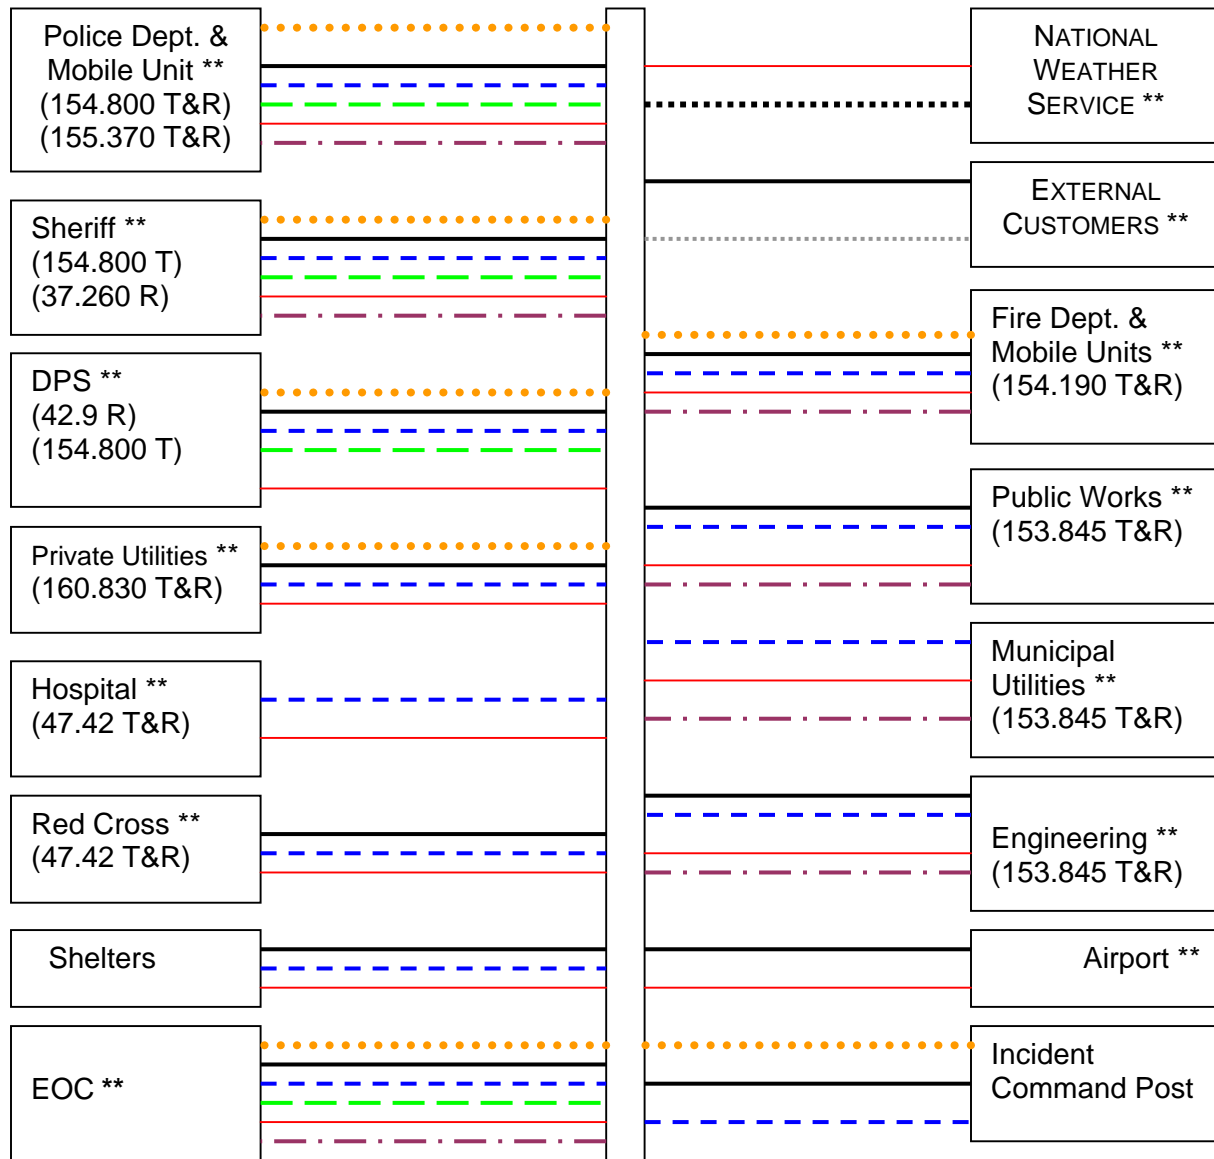 Police Dept. &
Mobile Unit **
(154.800 T&R)
(155.370 T&R)
Sheriff **
(154.800 T)
(37.260 R)
DPS **
(42.9 R)
(154.800 T)
Private Utilities **
(160.830 T&R)
Hospital **
(47.42 T&R)
Red Cross **
(47.42 T&R)
Shelters
EOC **
NATIONAL
WEATHER
SERVICE **
EXTERNAL
CUSTOMERS **
Fire Dept. &
Mobile Units **
(154.190 T&R)
Public Works **
(153.845 T&R)
Municipal
Utilities **
(153.845 T&R)
Engineering **
(153.845 T&R)
Airport **
Incident
Command Post